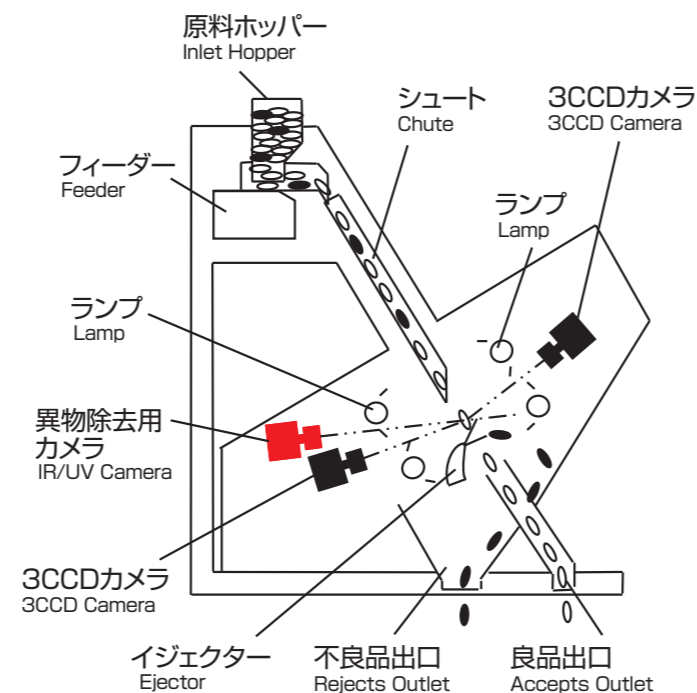 原料ホッパー
Inlet Hopper
シュート
Chute
3CCDカメラ
3CCD Camera
フィーダー
Feeder
ランプ
Lamp
ランプ
Lamp
異物除去用
カメラ
IR/UV Camera
3CCDカメラ
3CCD Camera
イジェクター
Ejector
不良品出口
Rejects Outlet
良品出口
Accepts Outlet